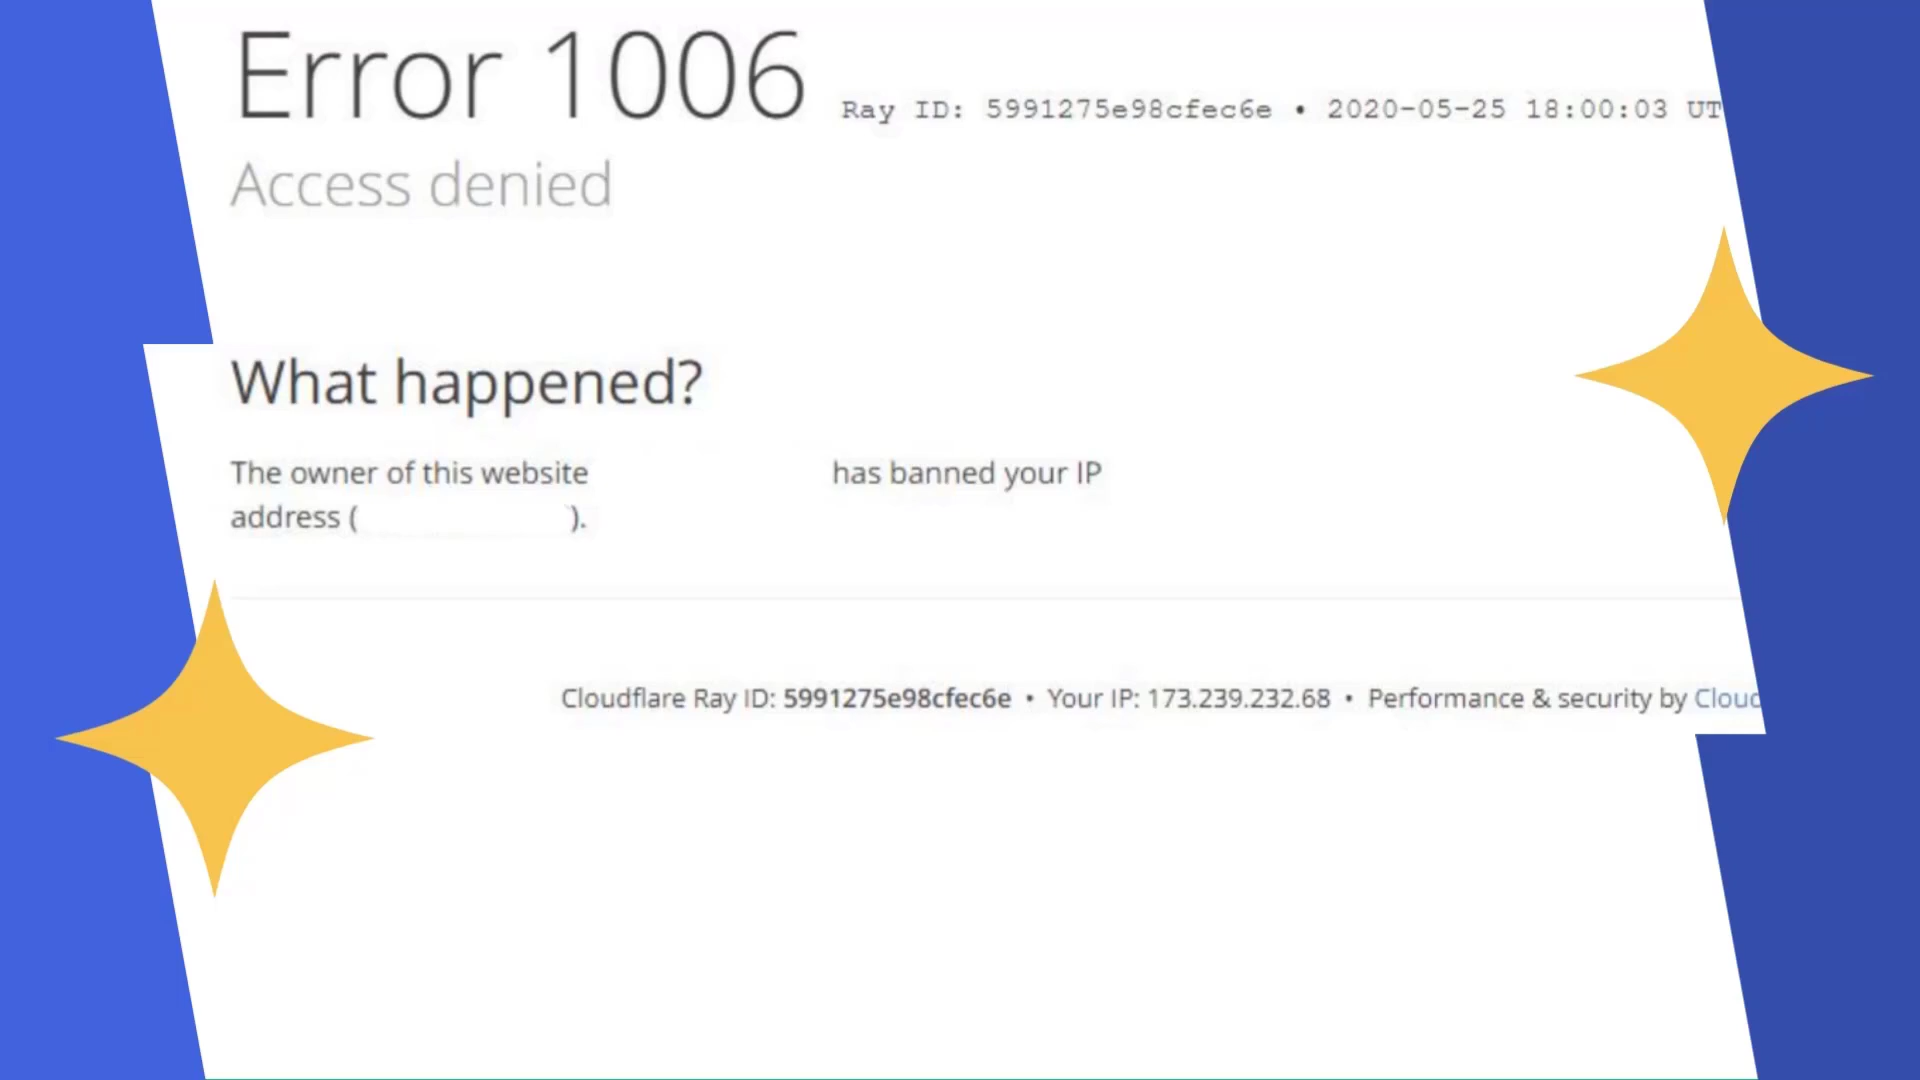 Error 1006 Ray ID: 5991275e98cfec6e • 2020-05-25 18:00:03 UT
Access denied
What happened?
The owner of this website has banned your IP
address ( ).
Cloudflare Ray ID: 5991275e98cfec6e • Your IP: 173.239.232.68 • Performance & security by Cloud